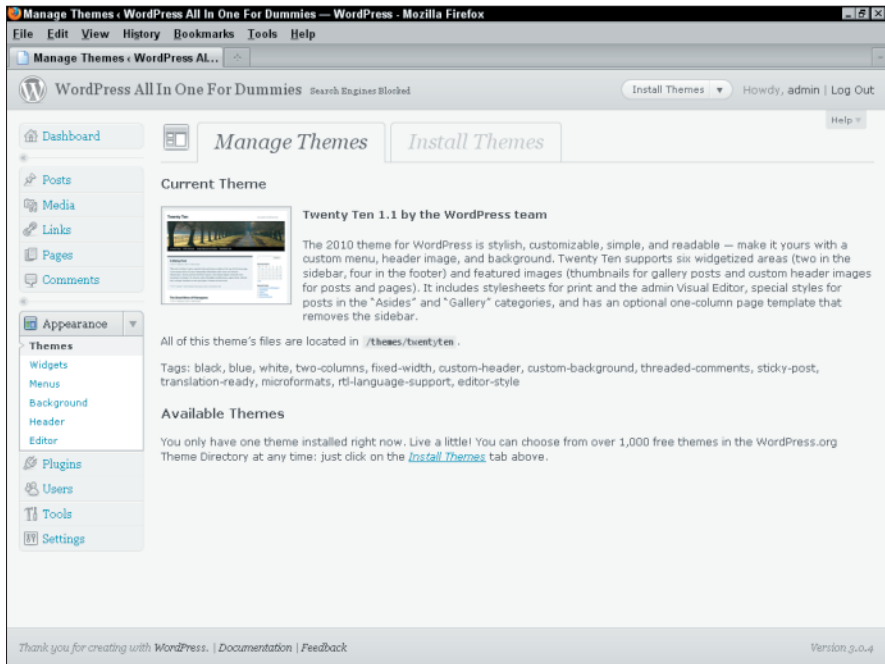 Manage Themes ‹ WordPress All In One For Dummies — WordPress - Mozilla Firefox
File Edit View History Bookmarks Tools Help
Manage Themes ‹ WordPress Al...
WordPress All In One For Dummies Search Engines Blocked
Install Themes Howdy, admin | Log Out
Help
Dashboard
Posts
Media
Links
Pages
Comments
Appearance
Themes
Widgets
Menus
Background
Header
Editor
Plugins
Users
Tools
Settings
Manage Themes Install Themes
Current Theme
Twenty Ten
Twenty Ten 1.1 by the WordPress team
The 2010 theme for WordPress is stylish, customizable, simple, and readable — make it yours with a
custom menu, header image, and background. Twenty Ten supports six widgetized areas (two in the
sidebar, four in the footer) and featured images (thumbnails for gallery posts and custom header images
for posts and pages). It includes stylesheets for print and the admin Visual Editor, special styles for
posts in the “Asides” and “Gallery” categories, and has an optional one-column page template that
removes the sidebar.
All of this theme’s files are located in /themes/twentyten .
Tags: black, blue, white, two-columns, fixed-width, custom-header, custom-background, threaded-comments, sticky-post,
translation-ready, microformats, rtl-language-support, editor-style
Available Themes
You only have one theme installed right now. Live a little! You can choose from over 1,000 free themes in the WordPress.org
Theme Directory at any time: just click on the Install Themes tab above.
Thank you for creating with WordPress. | Documentation | Feedback
Version 3.0.4